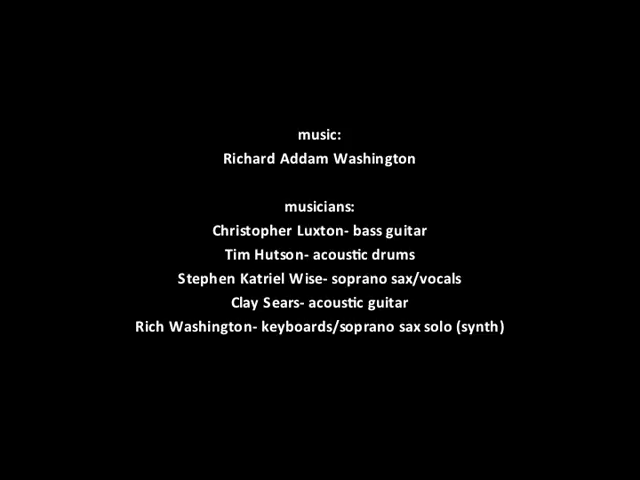 music:
Richard Addam Washington
musicians:
Christopher Luxton- bass guitar
Tim Hutson- acoustic drums
Stephen Katriel Wise- soprano sax/vocals
Clay Sears- acoustic guitar
Rich Washington- keyboards/soprano sax solo (synth)